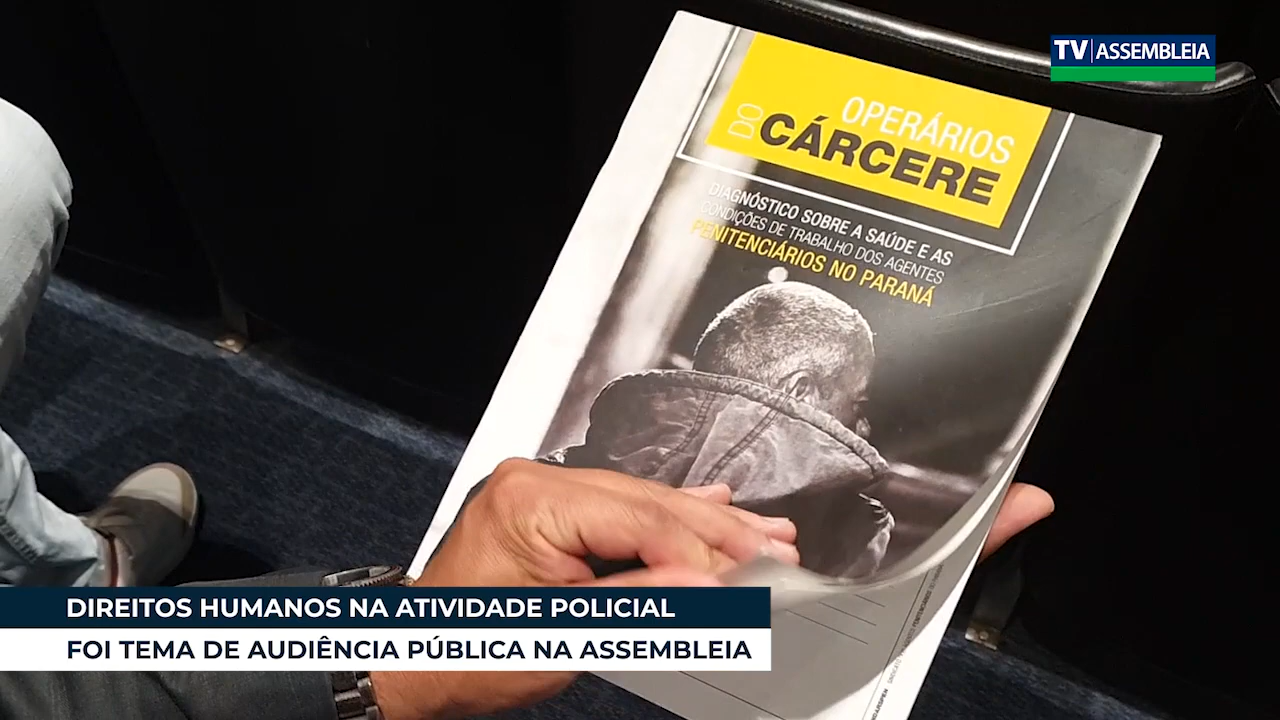 TV ASSEMBLEIA
OPERÁRIOS
DO CÁRCERE
DIAGNÓSTICO SOBRE A SAÚDE E AS
CONDIÇÕES DE TRABALHO DOS AGENTES
PENITENCIÁRIOS NO PARANÁ
DIREITOS HUMANOS NA ATIVIDADE POLICIAL
FOI TEMA DE AUDIÊNCIA PÚBLICA NA ASSEMBLEIA